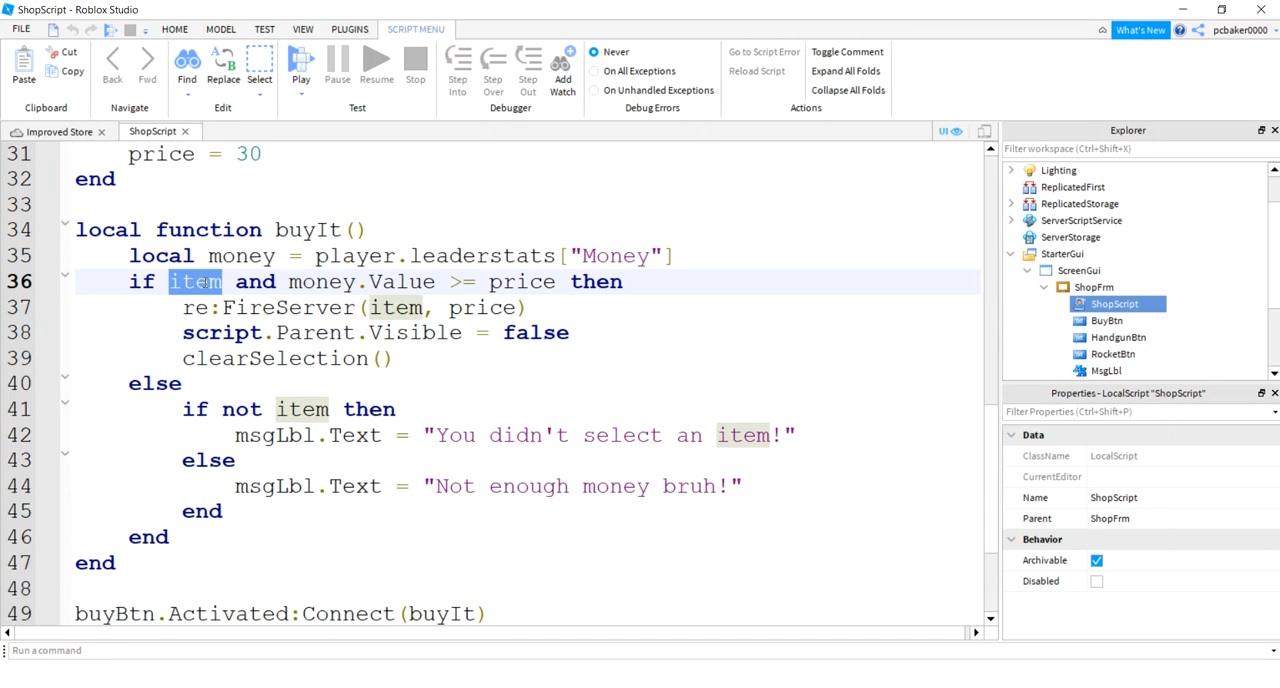 ShopScript - Roblox Studio
FILE HOME MODEL TEST VIEW PLUGINS SCRIPT MENU What's New pcbaker0000
Paste Cut Copy Back Fwd Find Replace Select Play Pause Resume Stop Step Into Step Over Step Out Add Watch Never On All Exceptions On Unhandled Exceptions Go to Script Error Reload Script Toggle Comment Expand All Folds Collapse All Folds
Clipboard Navigate Edit Test Debugger Debug Errors Actions
Improved Store ShopScript UI
31 price = 30
32 end
33
34 local function buyIt()
35 local money = player.leaderstats["Money"]
36 if item and money.Value >= price then
37 re:FireServer(item, price)
38 script.Parent.Visible = false
39 clearSelection()
40 else
41 if not item then
42 msgLbl.Text = "You didn't select an item!"
43 else
44 msgLbl.Text = "Not enough money bruh!"
45 end
46 end
47 end
48
49 buyBtn.Activated:Connect(buyIt)
Run a command
Explorer
Filter workspace (Ctrl+Shift+X)
Lighting
ReplicatedFirst
ReplicatedStorage
ServerScriptService
ServerStorage
StarterGui
ScreenGui
ShopFrm
ShopScript
BuyBtn
HandgunBtn
RocketBtn
MsgLbl
Properties - LocalScript "ShopScript"
Filter Properties (Ctrl+Shift+P)
Data
ClassName LocalScript
CurrentEditor
Name ShopScript
Parent ShopFrm
Behavior
Archivable
Disabled